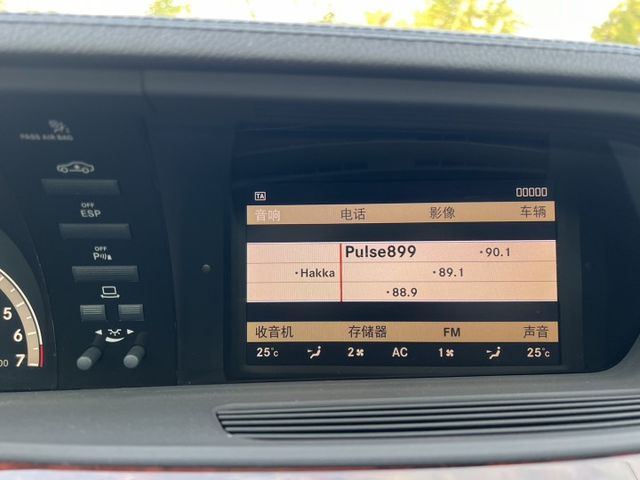 PASS AIR BAG
OFF
ESP
OFF
P
5
6
7
00
TA
00000
音响 电话 影像 车辆
Pulse899 ·90.1
·Hakka ·89.1
·88.9
收音机 存储器 FM 声音
25°c 2 AC 1 25°c